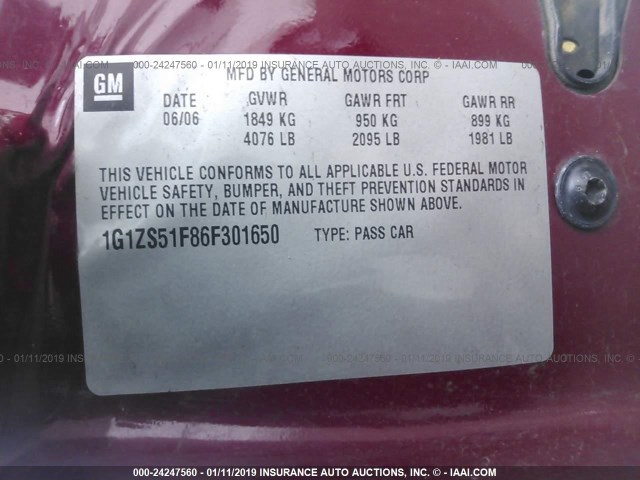 000-24247560 - 01/11/2019 INSURANCE AUTO AUCTIONS CORP. © - IAAI.COM
GM
MFD BY GENERAL MOTORS CORP
DATE GVWR GAWR FRT GAWR RR
06/06 1849 KG 950 KG 899 KG
4076 LB 2095 LB 1981 LB
THIS VEHICLE CONFORMS TO ALL APPLICABLE U.S. FEDERAL MOTOR
VEHICLE SAFETY, BUMPER, AND THEFT PREVENTION STANDARDS IN
EFFECT ON THE DATE OF MANUFACTURE SHOWN ABOVE.
1G1ZS51F86F301650 TYPE: PASS CAR
000-24247560 - 01/11/2019 INSURANCE AUTO AUCTIONS CORP. © - IAAI.COM